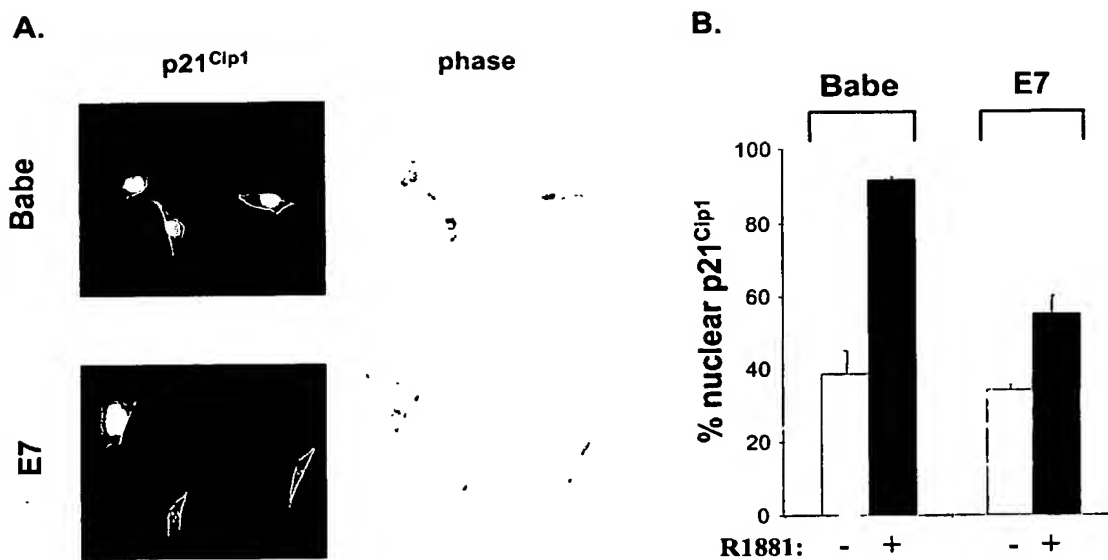 A.
p21Cip1
phase
Babe
E7
B.
Babe
E7
% nuclear p21Cip1
100
80
60
40
20
0
R1881: - + - +